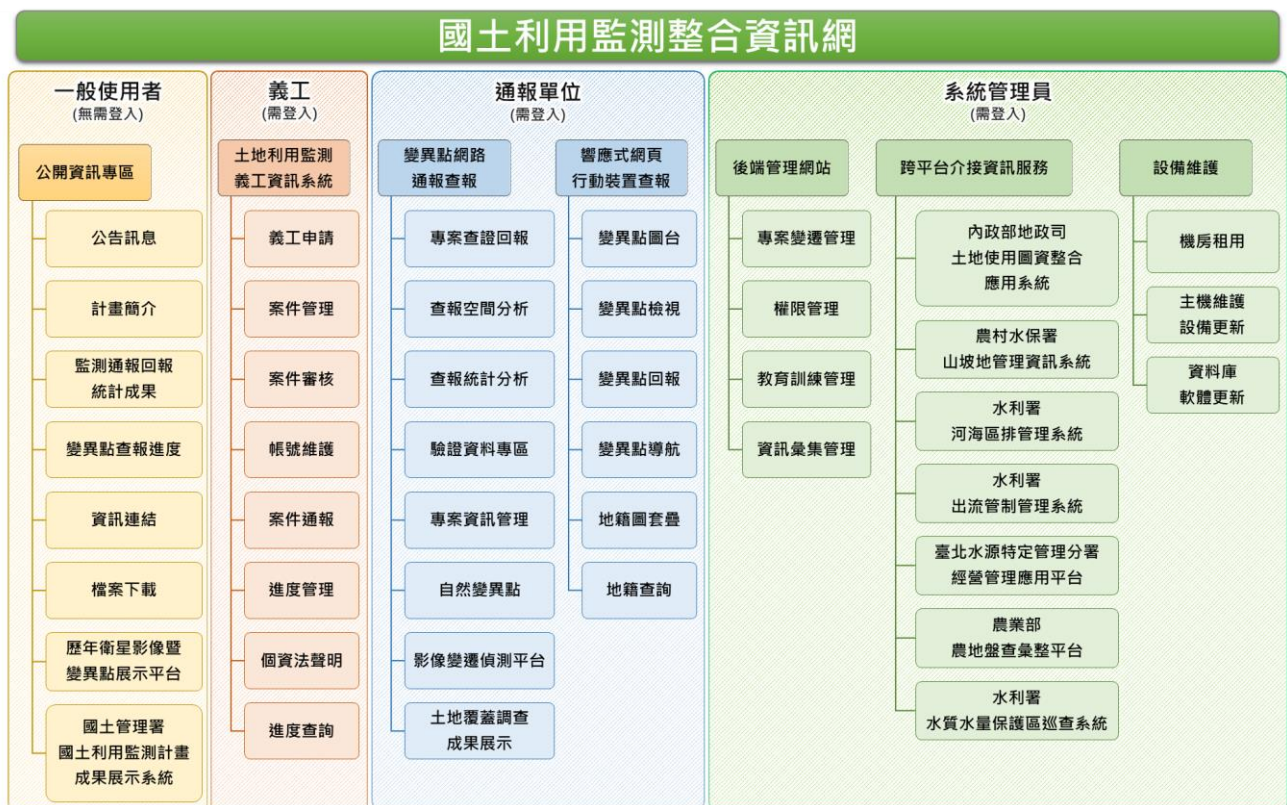 國土利用監測整合資訊網
一般使用者
(無需登入)
公開資訊專區
公告訊息
計畫簡介
監測通報回報
統計成果
變異點查報進度
資訊連結
檔案下載
歷年衛星影像暨
變異點展示平台
國土管理署
國土利用監測計畫
成果展示系統
義工
(需登入)
土地利用監測
義工資訊系統
義工申請
案件管理
案件審核
帳號維護
案件通報
進度管理
個資法聲明
進度查詢
通報單位
(需登入)
變異點網路
通報查報
專案查證回報
查報空間分析
查報統計分析
驗證資料專區
專案資訊管理
自然變異點
影像變遷偵測平台
土地覆蓋調查
成果展示
響應式網頁
行動裝置查報
變異點圖台
變異點檢視
變異點回報
變異點導航
地籍圖套疊
地籍查詢
系統管理員
(需登入)
後端管理網站
專案變遷管理
權限管理
教育訓練管理
資訊彙集管理
跨平台介接資訊服務
內政部地政司
土地使用圖資整合
應用系統
農村水保署
山坡地管理資訊系統
水利署
河海區排管理系統
水利署
出流管制管理系統
臺北水源特定管理分署
經營管理應用平台
農業部
農地盤查彙整平台
水利署
水質水量保護區巡查系統
設備維護
機房租用
主機維護
設備更新
資料庫
軟體更新